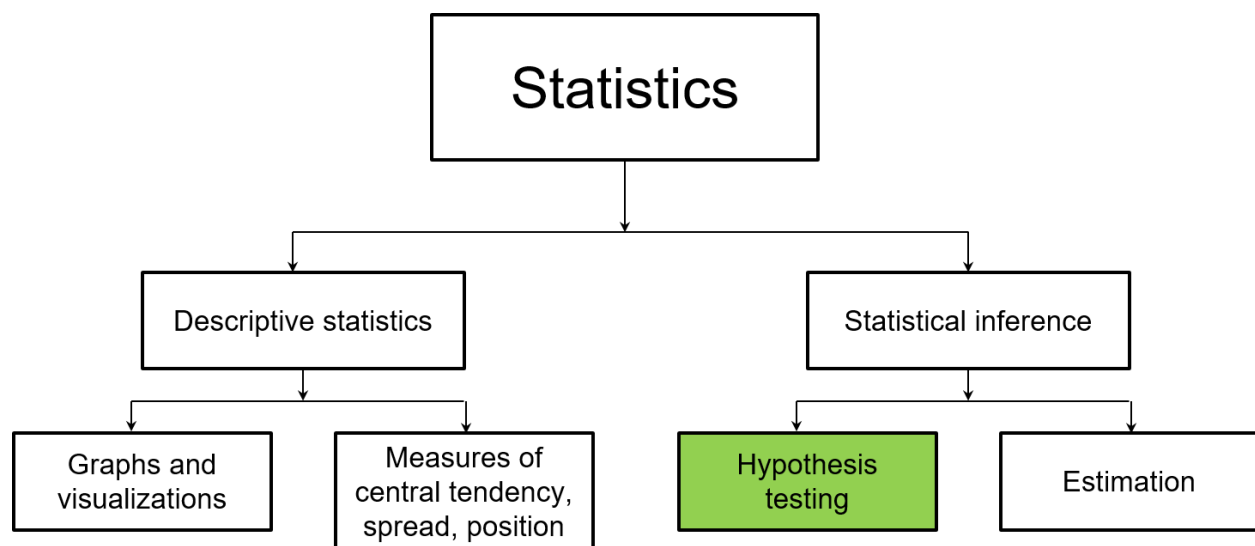 Statistics
Descriptive statistics
Statistical inference
Graphs and
visualizations
Measures of
central tendency,
spread, position
Hypothesis
testing
Estimation